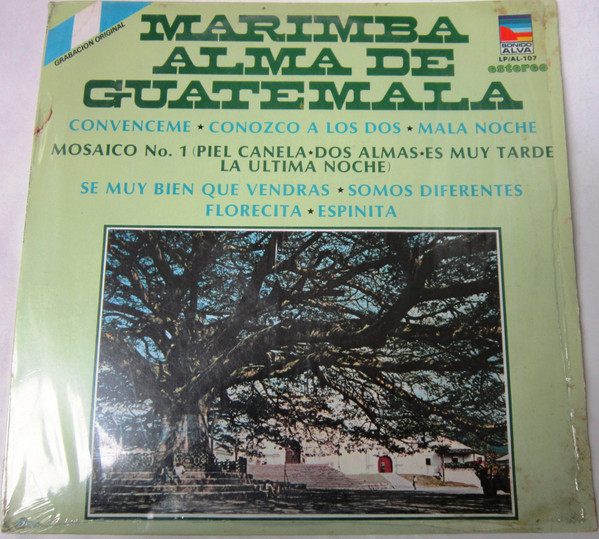 GRABACION ORIGINAL
MARIMBA
ALMA DE
GUATEMALA
SONIDO
ALVA
LP/AL-107
estereo
CONVENCEME ★ CONOZCO A LOS DOS ★ MALA NOCHE
MOSAICO No. 1 (PIEL CANELA•DOS ALMAS•ES MUY TARDE
LA ULTIMA NOCHE)
SE MUY BIEN QUE VENDRAS ★ SOMOS DIFERENTES
FLORECITA ★ ESPINITA